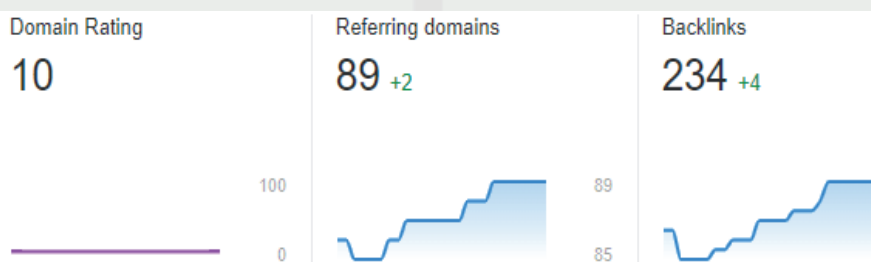 Domain Rating
10
100
0
Referring domains
89 +2
89
85
Backlinks
234 +4